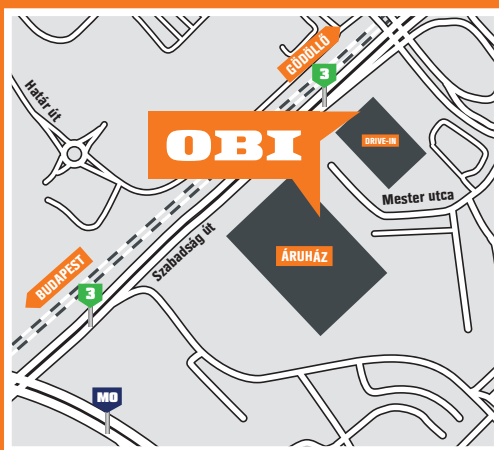 GÖDÖLLŐ
3
Határ út
OBI
DRIVE-IN
Mester utca
ÁRUHÁZ
Szabadság út
BUDAPEST
3
M0